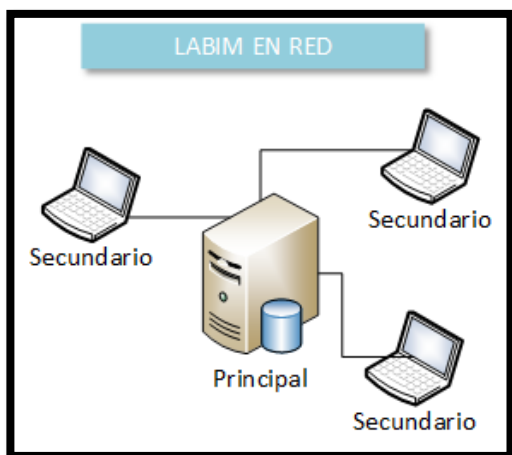 LABIM EN RED
Secundario
Secundario
Principal
Secundario